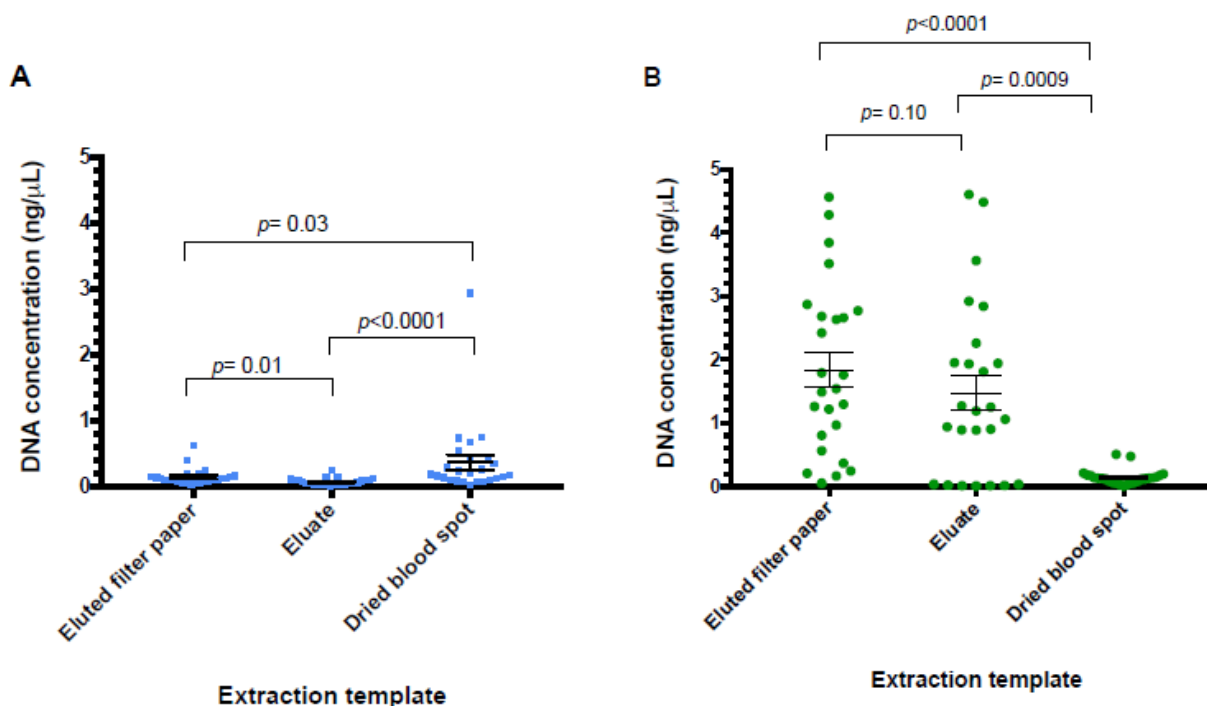 A
DNA concentration (ng/μL)
5
4
3
2
1
0
p= 0.03
p<0.0001
p= 0.01
Eluted filter paper
Eluate
Dried blood spot
Extraction template
B
DNA concentration (ng/μL)
p<0.0001
p= 0.0009
p= 0.10
5
4
3
2
1
0
Eluted filter paper
Eluate
Dried blood spot
Extraction template